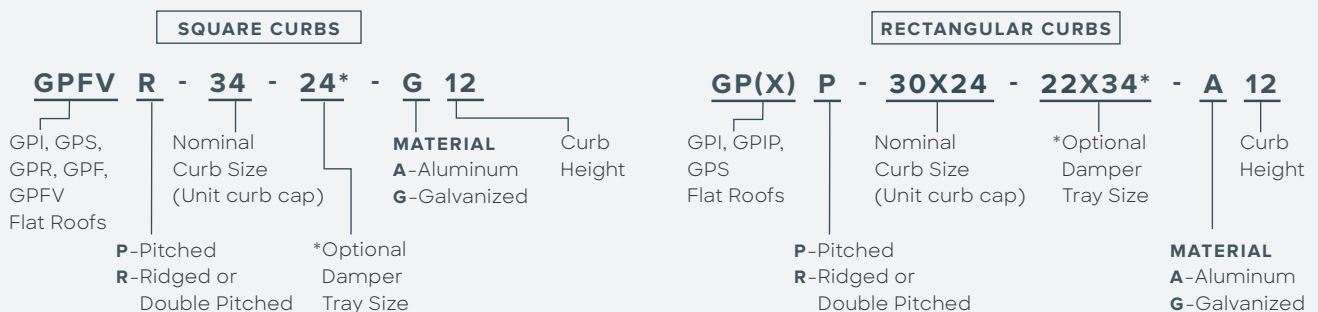 SQUARE CURBS
GPFV R - 34 - 24* - G 12
GPI, GPS,
GPR, GPF,
GPFV
Flat Roofs
P-Pitched
R-Ridged or
Double Pitched
Nominal
Curb Size
(Unit curb cap)
*Optional
Damper
Tray Size
MATERIAL
A-Aluminum
G-Galvanized
Curb
Height
RECTANGULAR CURBS
GP(X) P - 30X24 - 22X34* - A 12
GPI, GPIP,
GPS
Flat Roofs
P-Pitched
R-Ridged or
Double Pitched
Nominal
Curb Size
(Unit curb cap)
*Optional
Damper
Tray Size
MATERIAL
A-Aluminum
G-Galvanized
Curb
Height